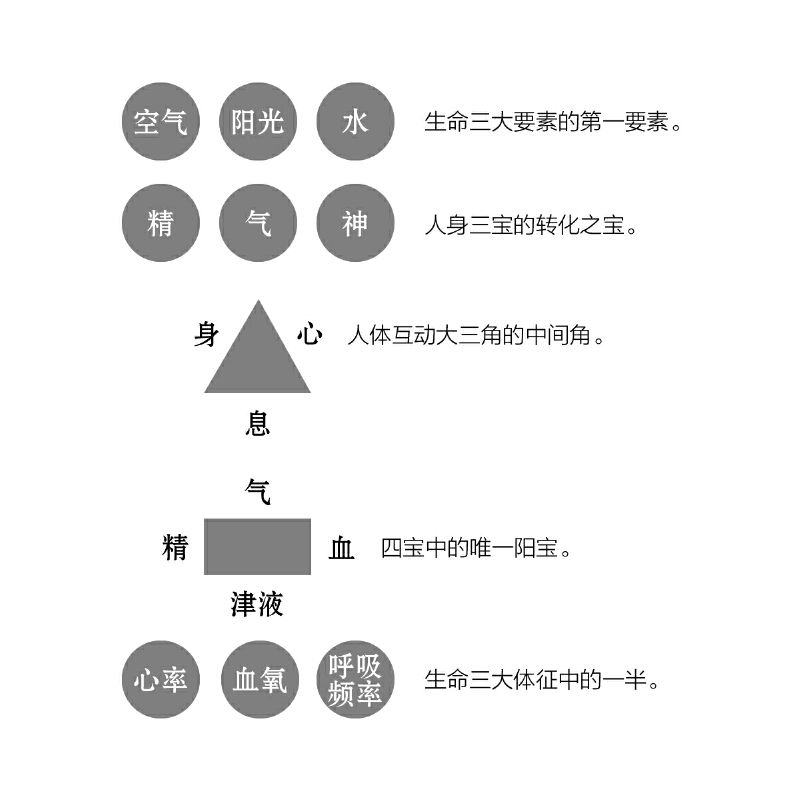 空气 阳光 水 生命三大要素的第一要素。
精 气 神 人身三宝的转化之宝。
身 心 人体互动大三角的中间角。
息
气
精 血 四宝中的唯一阳宝。
津液
心率 血氧 呼吸频率 生命三大体征中的一半。